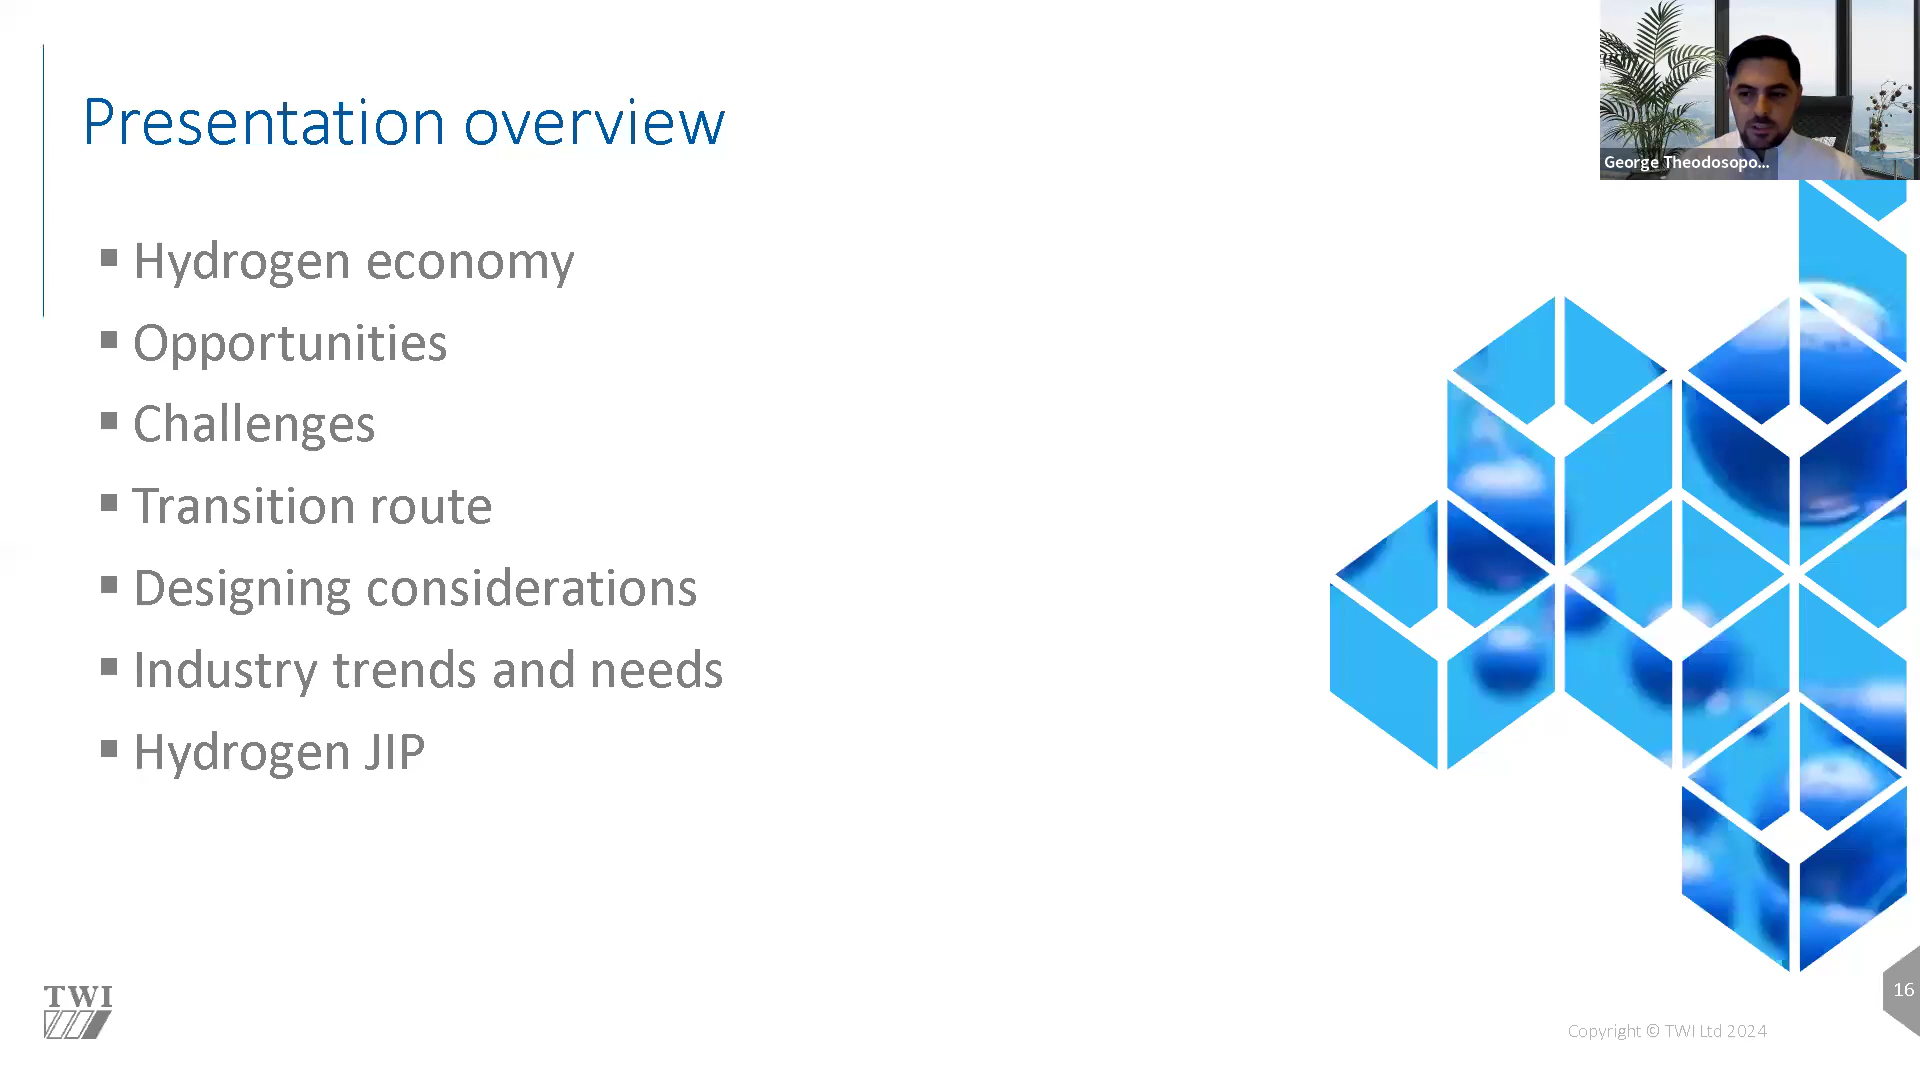 Presentation overview
George Theodosopo...
▪ Hydrogen economy
▪ Opportunities
▪ Challenges
▪ Transition route
▪ Designing considerations
▪ Industry trends and needs
▪ Hydrogen JIP
TWI
16
Copyright © TWI Ltd 2024